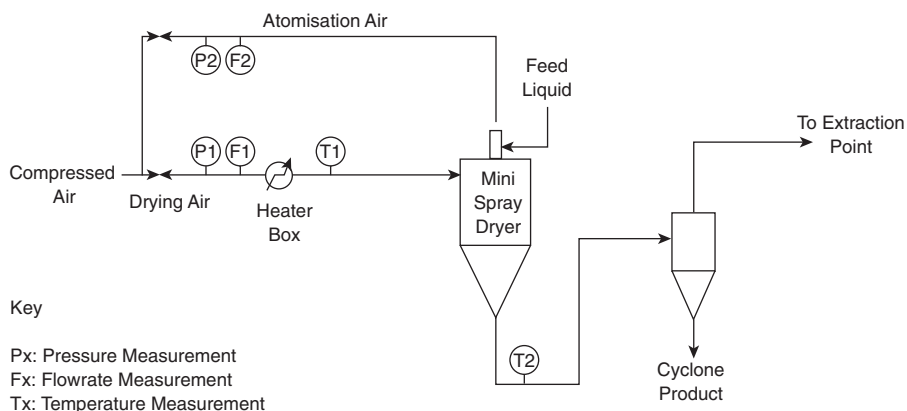 Atomisation Air
P2
F2
Feed
Liquid
To Extraction
Point
P1
F1
T1
Compressed
Air
Drying Air
Heater
Box
Mini
Spray
Dryer
T2
Cyclone
Product
Key
Px: Pressure Measurement
Fx: Flowrate Measurement
Tx: Temperature Measurement